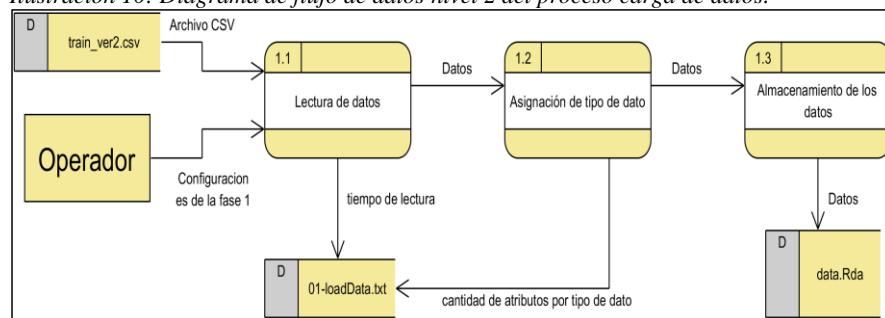 Ilustración 10: Diagrama de flujo de datos nivel 2 del proceso carga de datos.
D
train_ver2.csv
Archivo CSV
1.1
Lectura de datos
Datos
1.2
Asignación de tipo de dato
Datos
1.3
Almacenamiento de los
datos
Operador
Configuracion
es de la fase 1
tiempo de lectura
Datos
D
01-loadData.txt
cantidad de atributos por tipo de dato
D
data.Rda